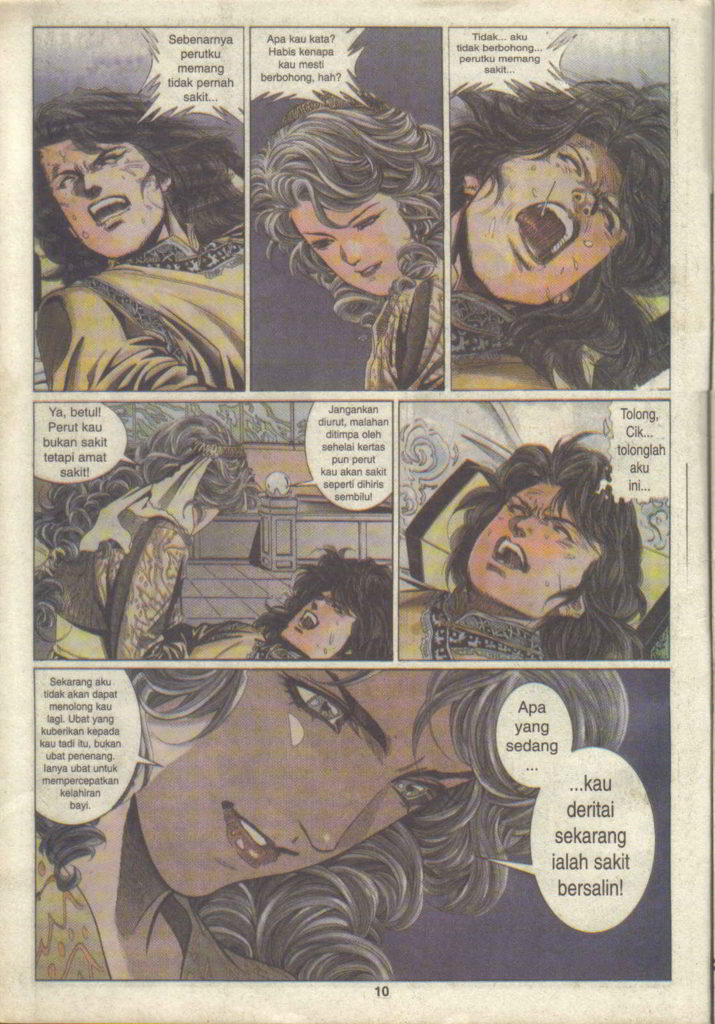 Sebenarnya
perutku
memang
tidak pernah
sakit...
Apa kau kata?
Habis kenapa
kau mesti
berbohong, hah?
Tidak... aku
tidak berbohong...
perutku memang
sakit...
Ya, betul!
Perut kau
bukan sakit
tetapi amat
sakit!
Jangankan
diurut, malahan
ditimpa oleh
sehelai kertas
pun perut
kau akan sakit
seperti dihiris
sembilu!
Tolong,
Cik...
tolonglah
aku
ini...
Sekarang aku
tidak akan dapat
menolong kau
lagi. Ubat yang
kuberikan kepada
kau tadi itu, bukan
ubat penenang.
Ianya ubat untuk
mempercepatkan
kelahiran
bayi.
Apa
yang
sedang
...
...kau
deritai
sekarang
ialah sakit
bersalin!
10